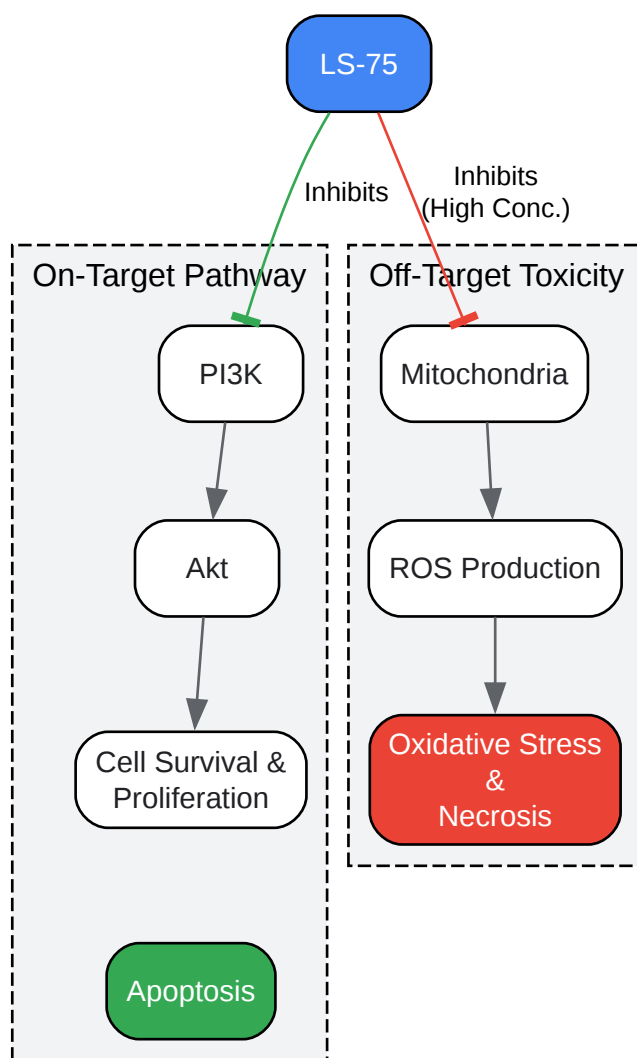 LS-75
Inhibits
Inhibits
(High Conc.)
On-Target Pathway
Off-Target Toxicity
PI3K
Mitochondria
Akt
ROS Production
Cell Survival &
Proliferation
Oxidative Stress
&
Necrosis
Apoptosis